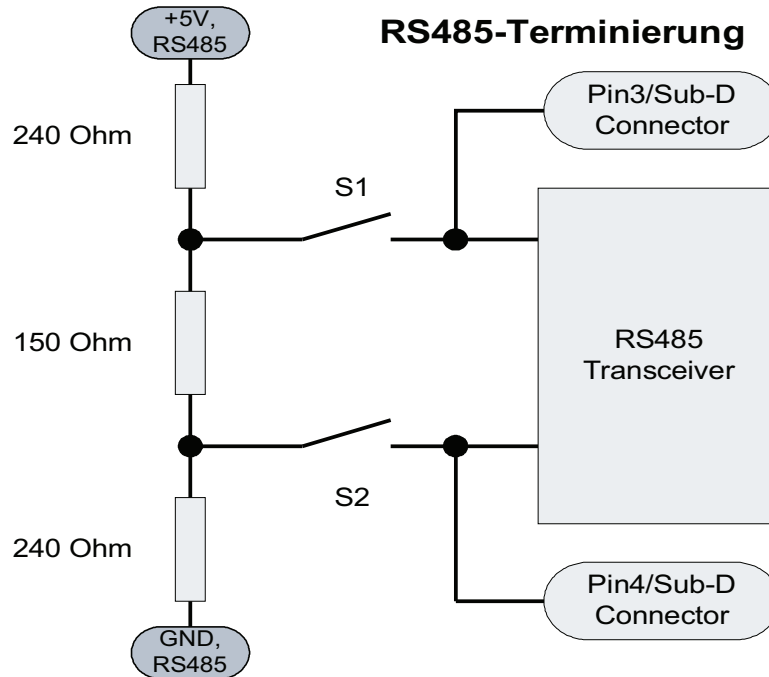 +5V,
RS485
RS485-Terminierung
Pin3/Sub-D
Connector
240 Ohm
S1
150 Ohm
RS485
Transceiver
S2
240 Ohm
Pin4/Sub-D
Connector
GND,
RS485